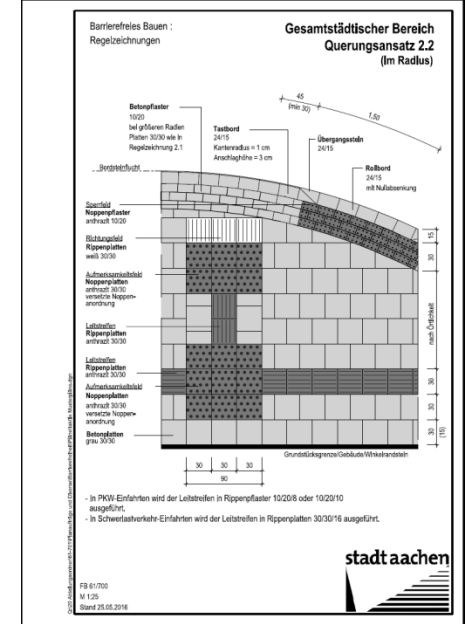 Barrierefreies Bauen :
Regelzeichnungen
Gesamtstädtischer Bereich
Querungsansatz 2.2
(Im Radius)
45
(min 30)
1,50
Betonpflaster
10/20
bei größeren Radien
Platten 30/30 wie in
Regelzeichnung 2.1
Tastbord
24/15
Kantenradius = 1 cm
Anschlaghöhe = 3 cm
Übergangsstein
24/15
Rollbord
24/15
mit Nullabsenkung
Bordsteinflucht
Sperrfeld
Noppenpflaster
anthrazit 10/20
Richtungsfeld
Rippenplatten
weiß 30/30
Aufmerksamkeitsfeld
Noppenplatten
anthrazit 30/30
versetzte Noppen-
anordnung
Leitstreifen
Rippenplatten
anthrazit 30/30
Leitstreifen
Rippenplatten
anthrazit 30/30
Aufmerksamkeitsfeld
Noppenplatten
anthrazit 30/30
versetzte Noppen-
anordnung
Betonplatten
grau 30/30
15
30
nach Örtlichkeit
30
30
30
(15)
Grundstücksgrenze/Gebäude/Winkelrandstein
30
30
30
90
- In PKW-Einfahrten wird der Leitstreifen in Rippenpflaster 10/20/8 oder 10/20/10
ausgeführt.
- In Schwerlastverkehr-Einfahrten wird der Leitstreifen in Rippenplatten 30/30/16 ausgeführt.
stadt aachen
FB 61/700
M 1:25
Stand 25.05.2016